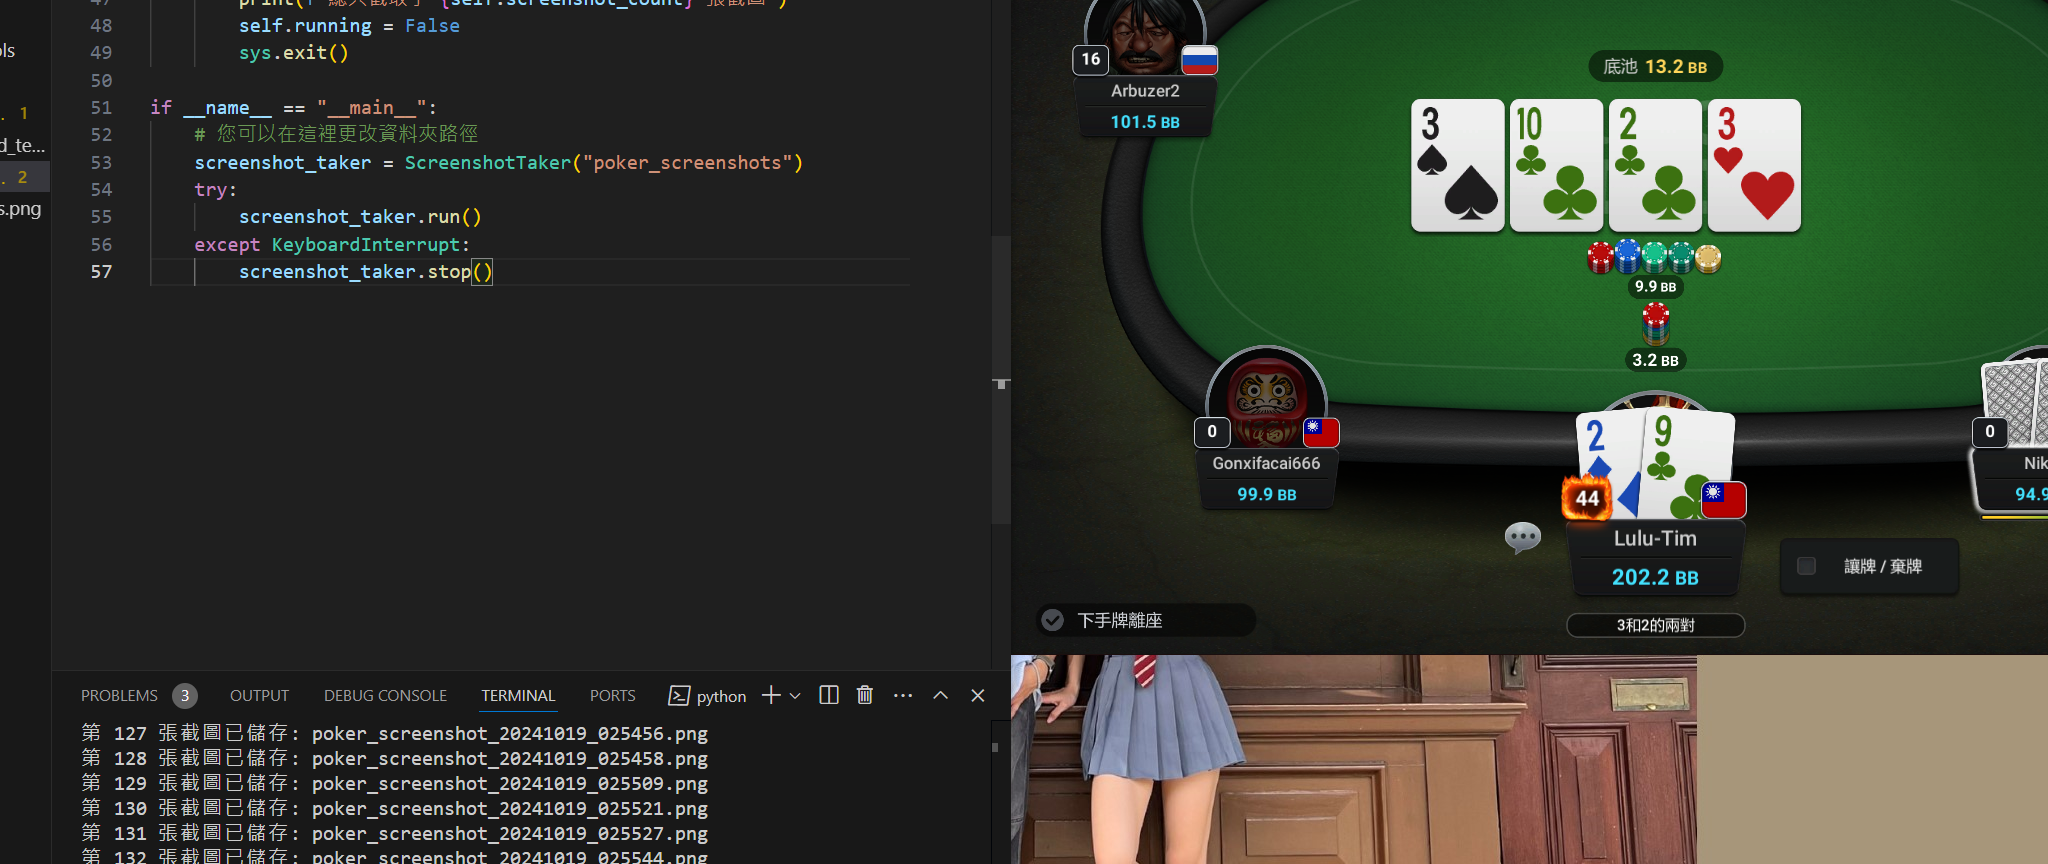 ols
. 1
d_te...
. 2
s.png
47 print(f"總共截取了 {self.screenshot_count} 張截圖")
48 self.running = False
49 sys.exit()
50
51 if __name__ == "__main__":
52 # 您可以在這裡更改資料夾路徑
53 screenshot_taker = ScreenshotTaker("poker_screenshots")
54 try:
55 screenshot_taker.run()
56 except KeyboardInterrupt:
57 screenshot_taker.stop()
PROBLEMS 3 OUTPUT DEBUG CONSOLE TERMINAL PORTS python
第 127 張截圖已儲存: poker_screenshot_20241019_025456.png
第 128 張截圖已儲存: poker_screenshot_20241019_025458.png
第 129 張截圖已儲存: poker_screenshot_20241019_025509.png
第 130 張截圖已儲存: poker_screenshot_20241019_025521.png
第 131 張截圖已儲存: poker_screenshot_20241019_025527.png
第 132 張截圖已儲存: poker_screenshot_20241019_025544.png
16
Arbuzer2
101.5 BB
底池 13.2 BB
3 10 2 3
9.9 BB
3.2 BB
0
Gonxifacai666
99.9 BB
2 9
44
Lulu-Tim
202.2 BB
3和2的兩對
0
Nik
94.9
讓牌 / 棄牌
下手牌離座